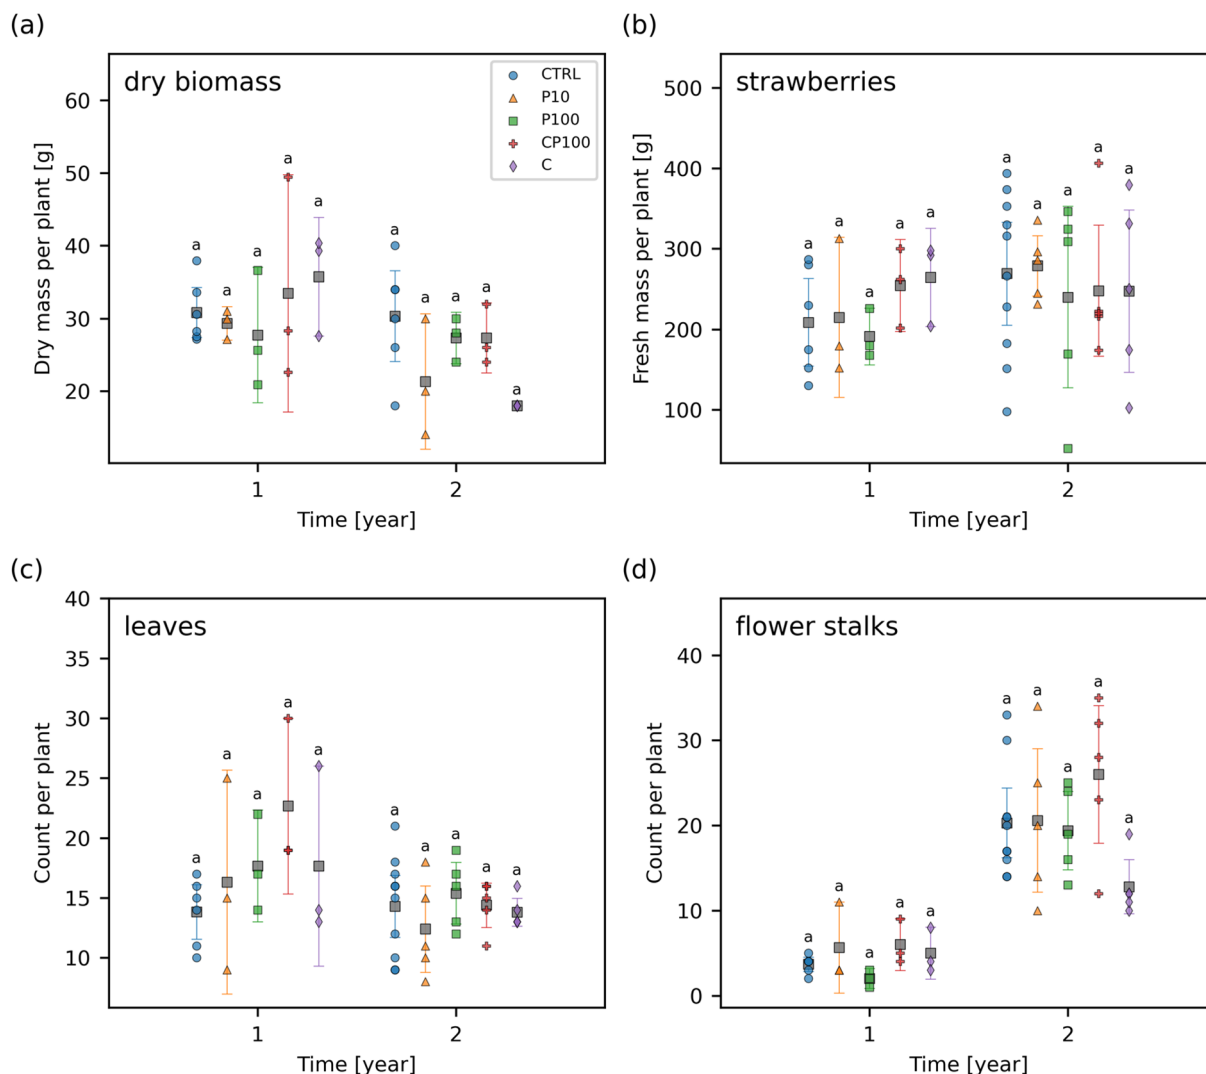 (a)
dry biomass
CTRL
P10
P100
CP100
C
60
50
40
30
20
Dry mass per plant [g]
a a a a a a a a a a
1 2
Time [year]
(b)
strawberries
500
400
300
200
100
Fresh mass per plant [g]
a a a a a a a a a a
1 2
Time [year]
(c)
leaves
40
35
30
25
20
15
10
Count per plant
a a a a a a a a a a
1 2
Time [year]
(d)
flower stalks
40
30
20
10
0
Count per plant
a a a a a a a a a a
1 2
Time [year]